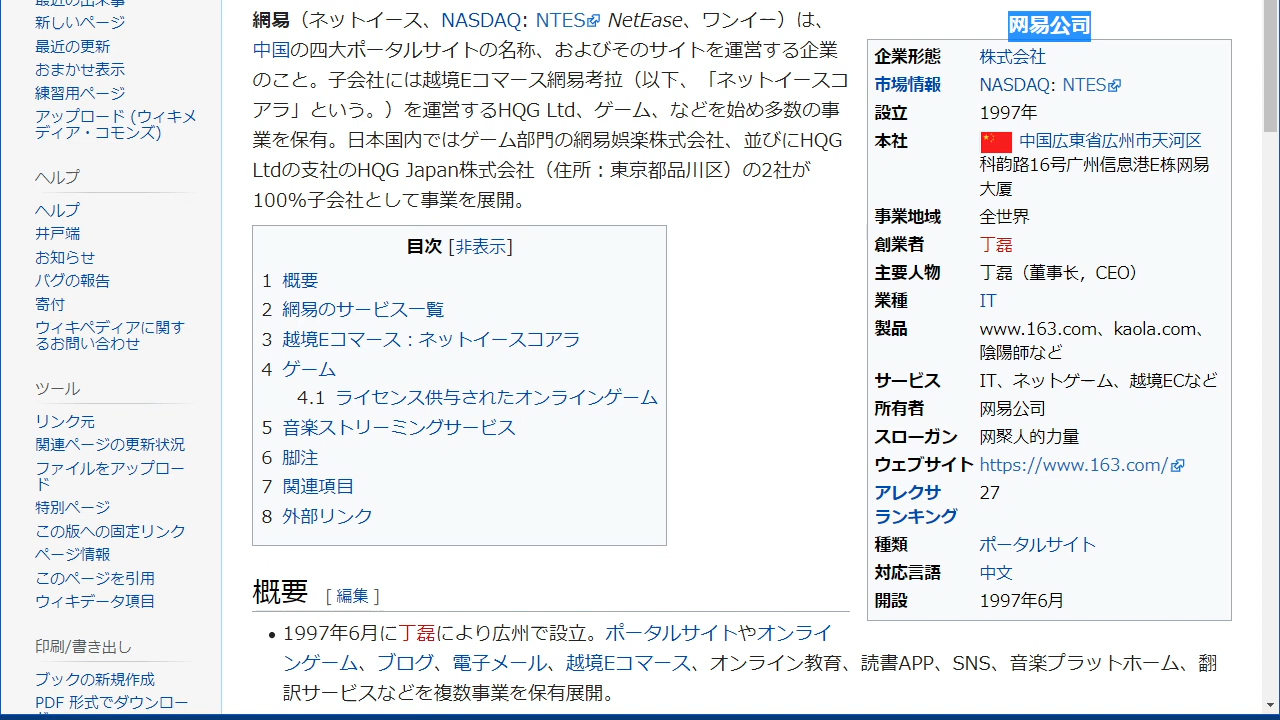 最近の出来事
新しいページ
最近の更新
おまかせ表示
練習用ページ
アップロード (ウィキメ
ディア・コモンズ)
ヘルプ
ヘルプ
井戸端
お知らせ
バグの報告
寄付
ウィキペディアに関す
るお問い合わせ
ツール
リンク元
関連ページの更新状況
ファイルをアップロー
ド
特別ページ
この版への固定リンク
ページ情報
このページを引用
ウィキデータ項目
印刷/書き出し
ブックの新規作成
PDF 形式でダウンロー
網易（ネットイース、NASDAQ: NTES NetEase、ワンイー）は、
中国の四大ポータルサイトの名称、およびそのサイトを運営する企業
のこと。子会社には越境Eコマース網易考拉（以下、「ネットイースコ
アラ」という。）を運営するHQG Ltd、ゲーム、などを始め多数の事
業を保有。日本国内ではゲーム部門の網易娯楽株式会社、並びにHQG
Ltdの支社のHQG Japan株式会社（住所：東京都品川区）の2社が
100％子会社として事業を展開。
目次 [非表示]
1 概要
2 網易のサービス一覧
3 越境Eコマース：ネットイースコアラ
4 ゲーム
4.1 ライセンス供与されたオンラインゲーム
5 音楽ストリーミングサービス
6 脚注
7 関連項目
8 外部リンク
概要 [ 編集 ]
• 1997年6月に丁磊により広州で設立。ポータルサイトやオンライ
ンゲーム、ブログ、電子メール、越境Eコマース、オンライン教育、読書APP、SNS、音楽プラットホーム、翻
訳サービスなどを複数事業を保有展開。
网易公司
企業形態 株式会社
市場情報 NASDAQ: NTES
設立 1997年
本社 中国広東省広州市天河区
科韵路16号广州信息港E栋网易
大厦
事業地域 全世界
創業者 丁磊
主要人物 丁磊（董事长，CEO）
業種 IT
製品 www.163.com、kaola.com、
陰陽師など
サービス IT、ネットゲーム、越境ECなど
所有者 网易公司
スローガン 网聚人的力量
ウェブサイト https://www.163.com/
アレクサ 27
ランキング
種類 ポータルサイト
対応言語 中文
開設 1997年6月